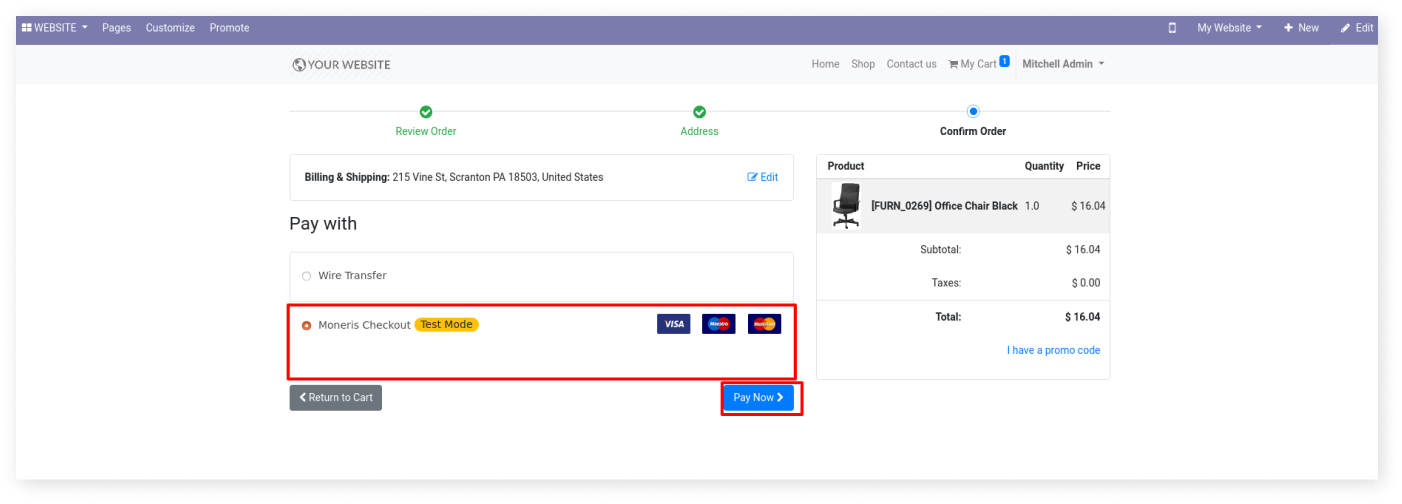 WEBSITE Pages Customize Promote My Website New Edit
YOUR WEBSITE Home Shop Contact us My Cart 1 Mitchell Admin
Review Order Address Confirm Order
Billing & Shipping: 215 Vine St, Scranton PA 18503, United States Edit
Pay with
Wire Transfer
Moneris Checkout Test Mode VISA Maestro MasterCard
Return to Cart Pay Now
Product Quantity Price
[FURN_0269] Office Chair Black 1.0 $ 16.04
Subtotal: $ 16.04
Taxes: $ 0.00
Total: $ 16.04
I have a promo code